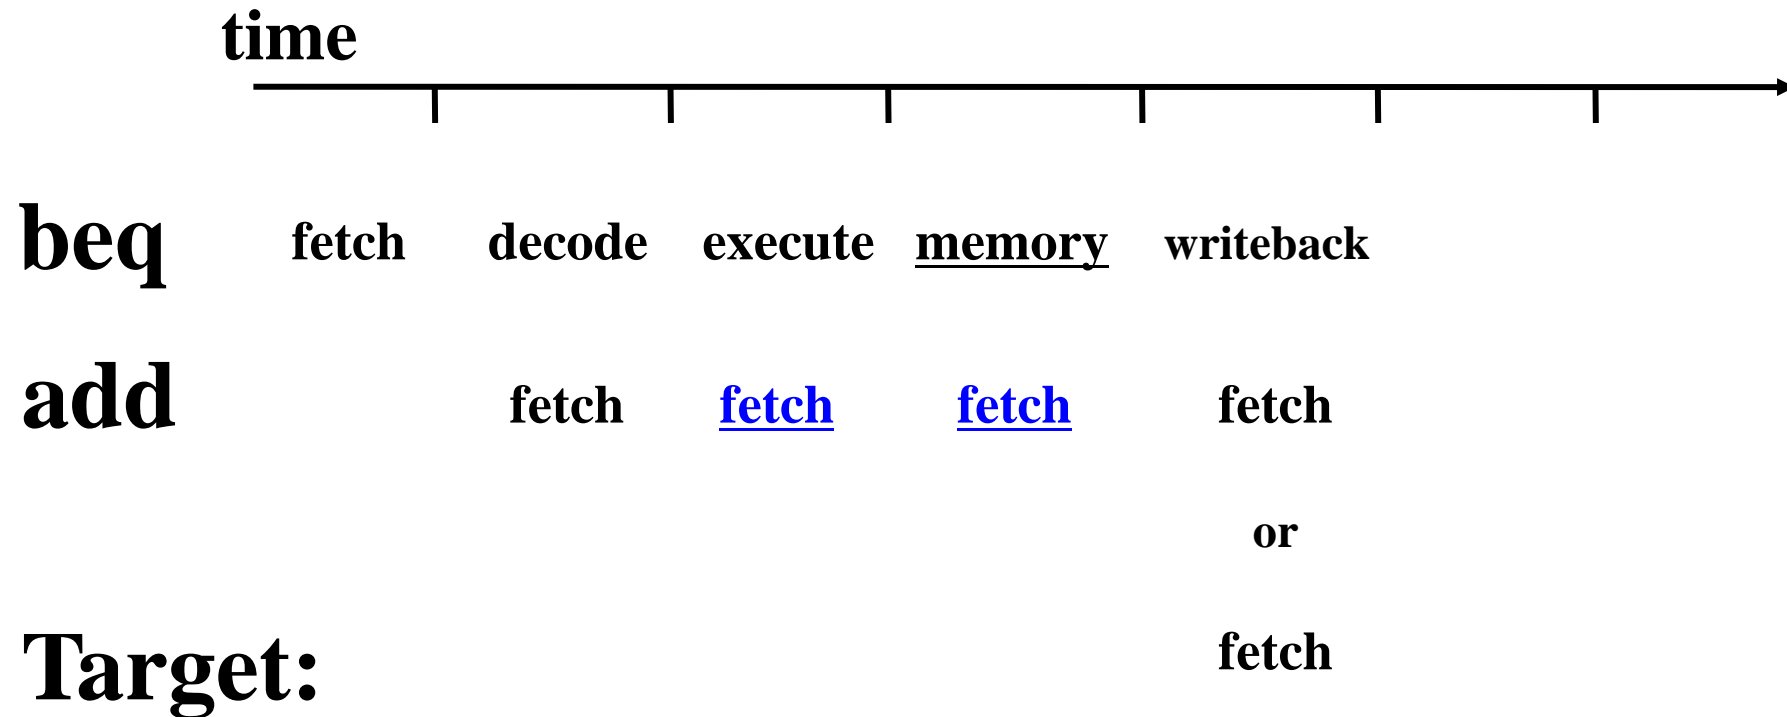 time
beq fetch decode execute memory writeback
add fetch fetch fetch fetch
or
Target: fetch